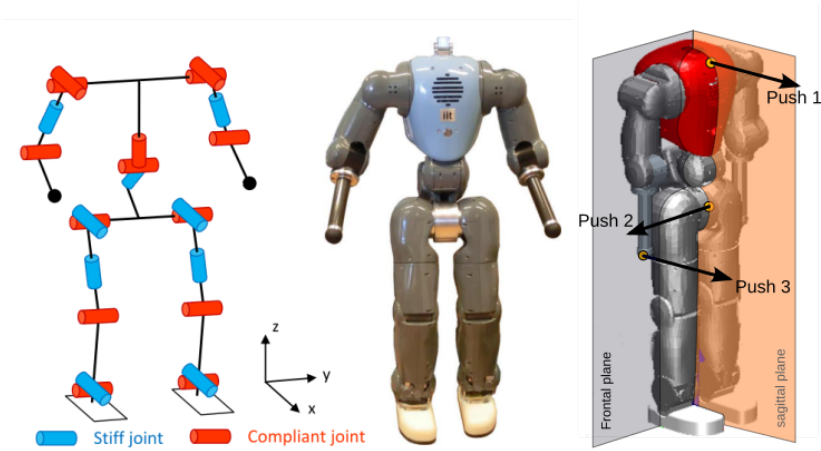 z
y
x
Stiff joint
Compliant joint
iit
Push 1
Push 2
Push 3
Frontal plane
sagittal plane